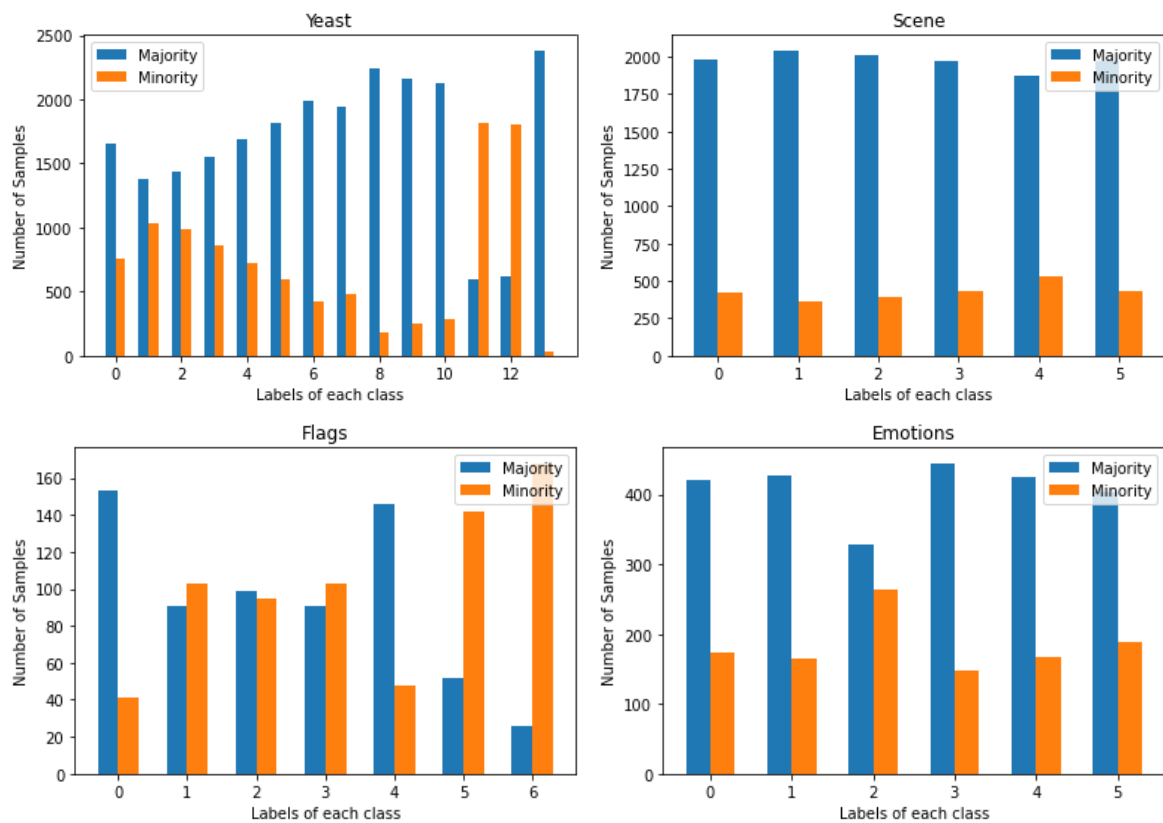 Yeast
Majority
Minority
2500
2000
1500
1000
500
0
Number of Samples
0 2 4 6 8 10 12
Labels of each class
Scene
Majority
Minority
2000
1750
1500
1250
1000
750
500
250
0
Number of Samples
0 1 2 3 4 5
Labels of each class
Flags
Majority
Minority
160
140
120
100
80
60
40
20
0
Number of Samples
0 1 2 3 4 5 6
Labels of each class
Emotions
Majority
Minority
400
300
200
100
0
Number of Samples
0 1 2 3 4 5
Labels of each class